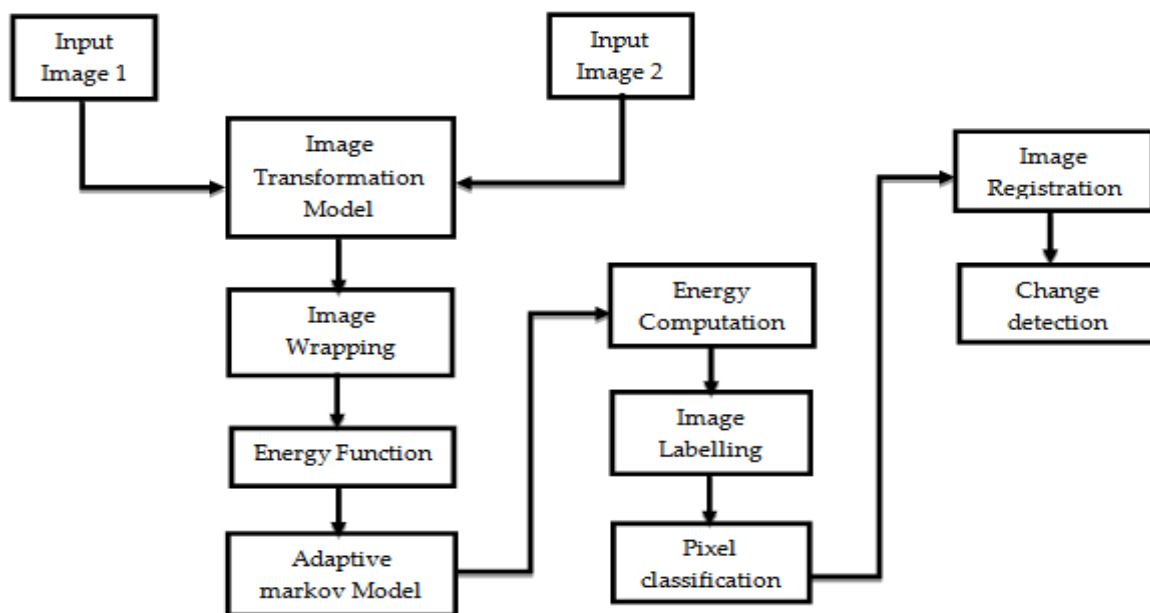 Input
Image 1
Input
Image 2
Image
Transformation
Model
Image
Wrapping
Energy Function
Adaptive
markov Model
Energy
Computation
Image
Labelling
Pixel
classification
Image
Registration
Change
detection